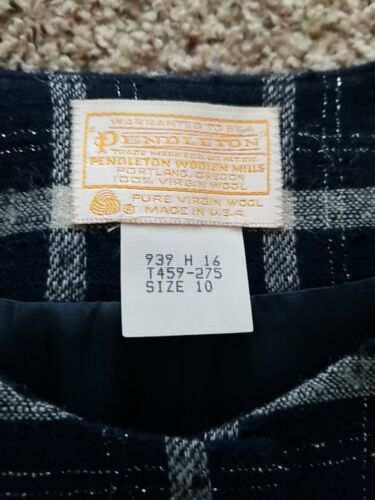 WARRANTED TO BE A
"PENDLETON"
TRADE MARK REG. U.S. PAT. OFF.
PENDLETON WOOLEN MILLS
PORTLAND, OREGON
100% VIRGIN WOOL
PURE VIRGIN WOOL
MADE IN U.S.A.
939 H 16
T459-275
SIZE 10